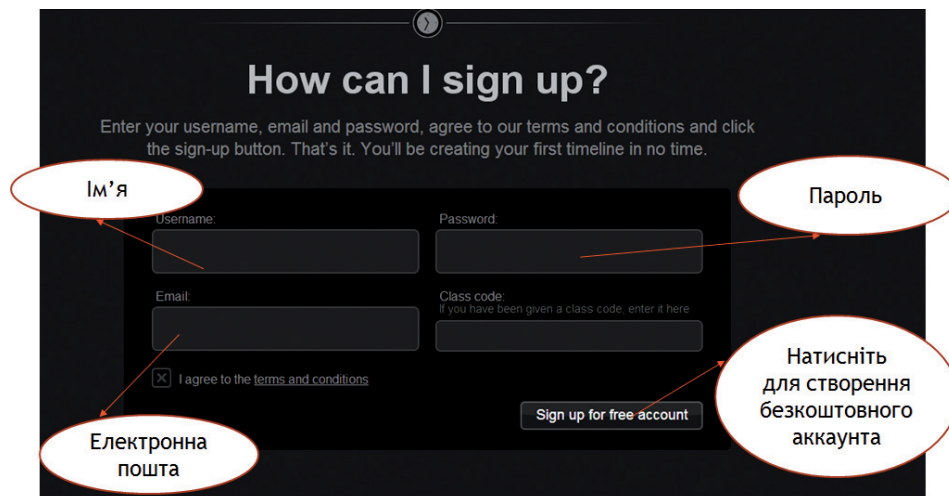 How can I sign up?
Enter your username, email and password, agree to our terms and conditions and click
the sign-up button. That's it. You'll be creating your first timeline in no time.
Ім’я
Пароль
Username:
Password:
Email:
Class code:
If you have been given a class code, enter it here
I agree to the terms and conditions
Sign up for free account
Натисніть
для створення
безкоштовного
аккаунта
Електронна
пошта